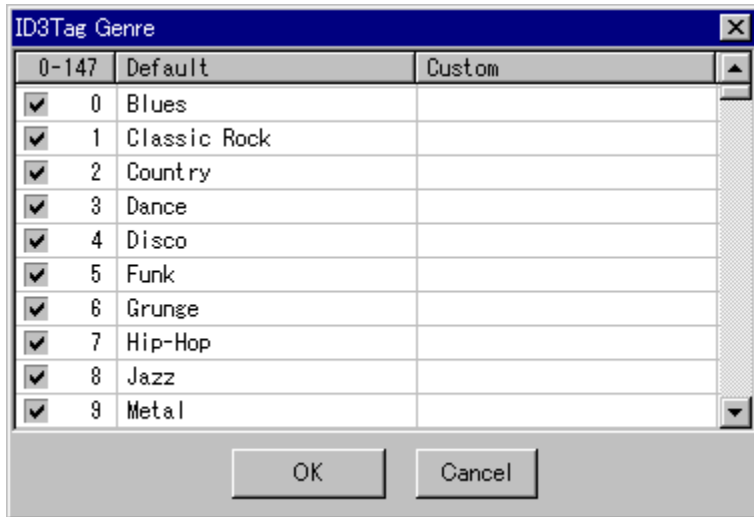 ID3Tag Genre
0-147 Default Custom
0 Blues
1 Classic Rock
2 Country
3 Dance
4 Disco
5 Funk
6 Grunge
7 Hip-Hop
8 Jazz
9 Metal
OK Cancel